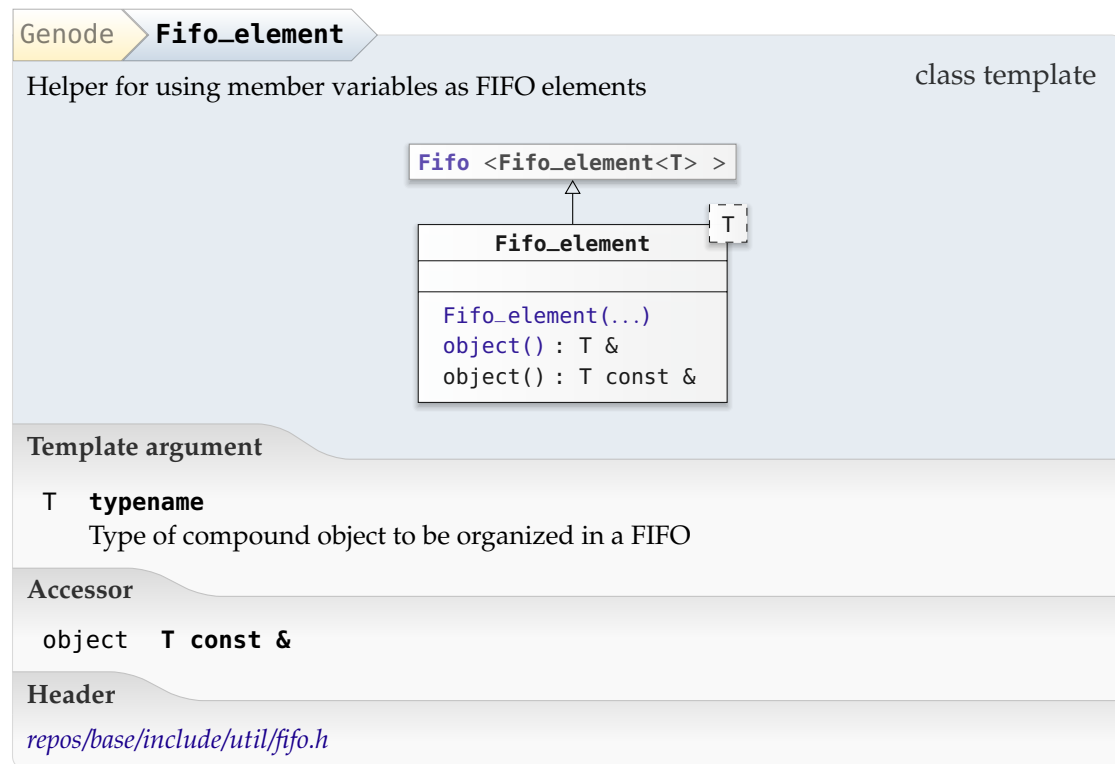 Genode Fifo_element
Helper for using member variables as FIFO elements
class template
Fifo <Fifo_element<T> >
T
Fifo_element
Fifo_element(...)
object() : T &
object() : T const &
Template argument
T typename
Type of compound object to be organized in a FIFO
Accessor
object T const &
Header
repos/base/include/util/fifo.h